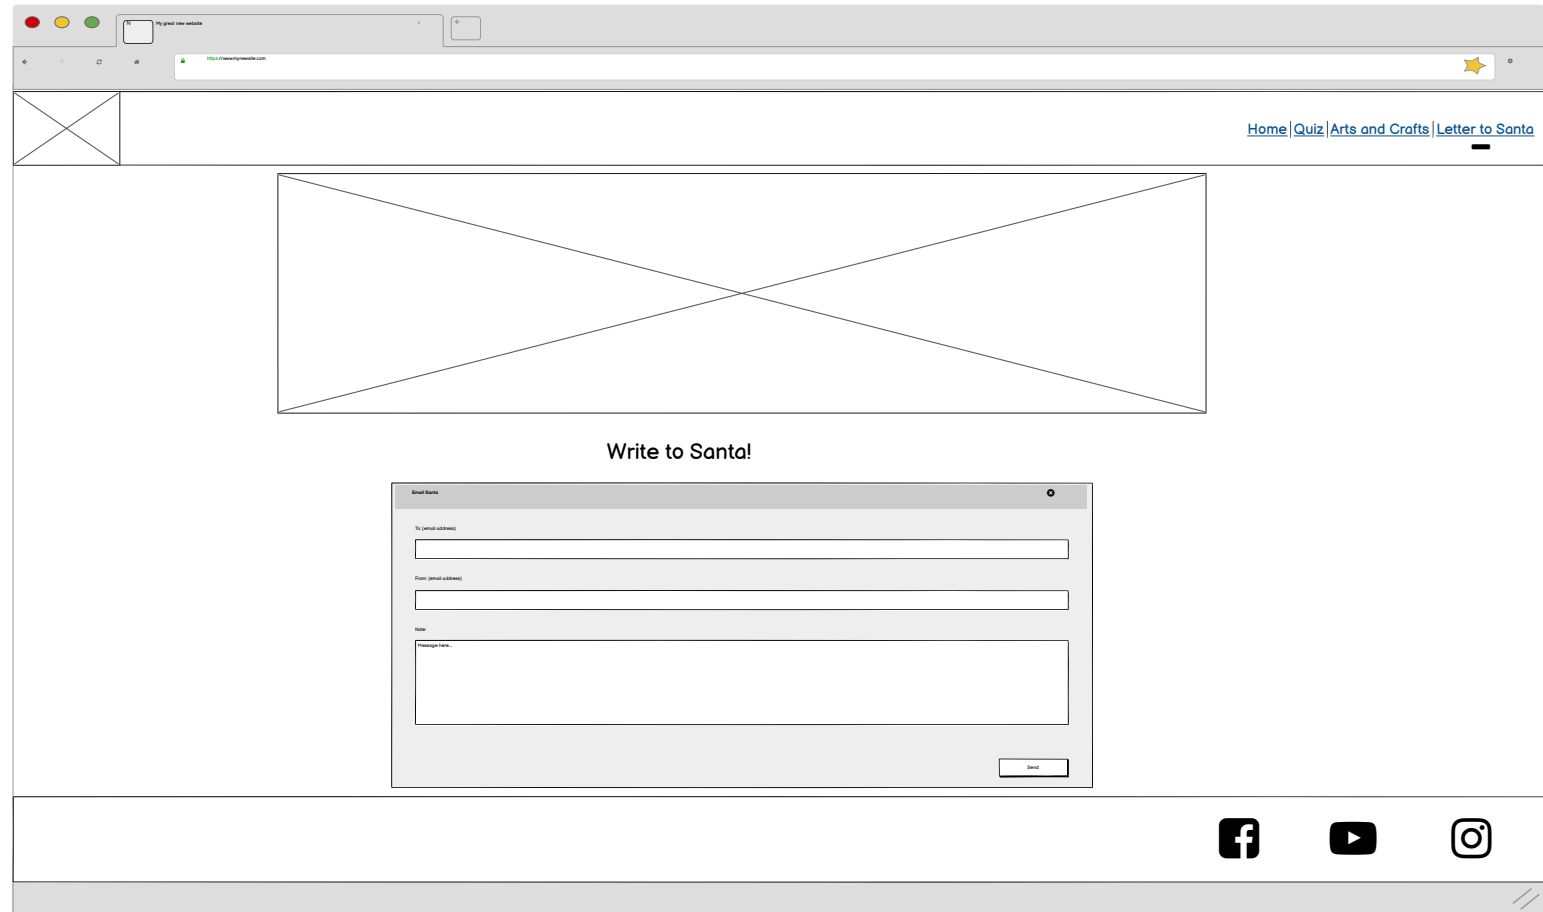 N
My great new website
https://www.mynewsite.com
Home Quiz Arts and Crafts Letter to Santa
Write to Santa!
Email Santa
To: (email address)
From: (email address)
Note:
Message here...
Send